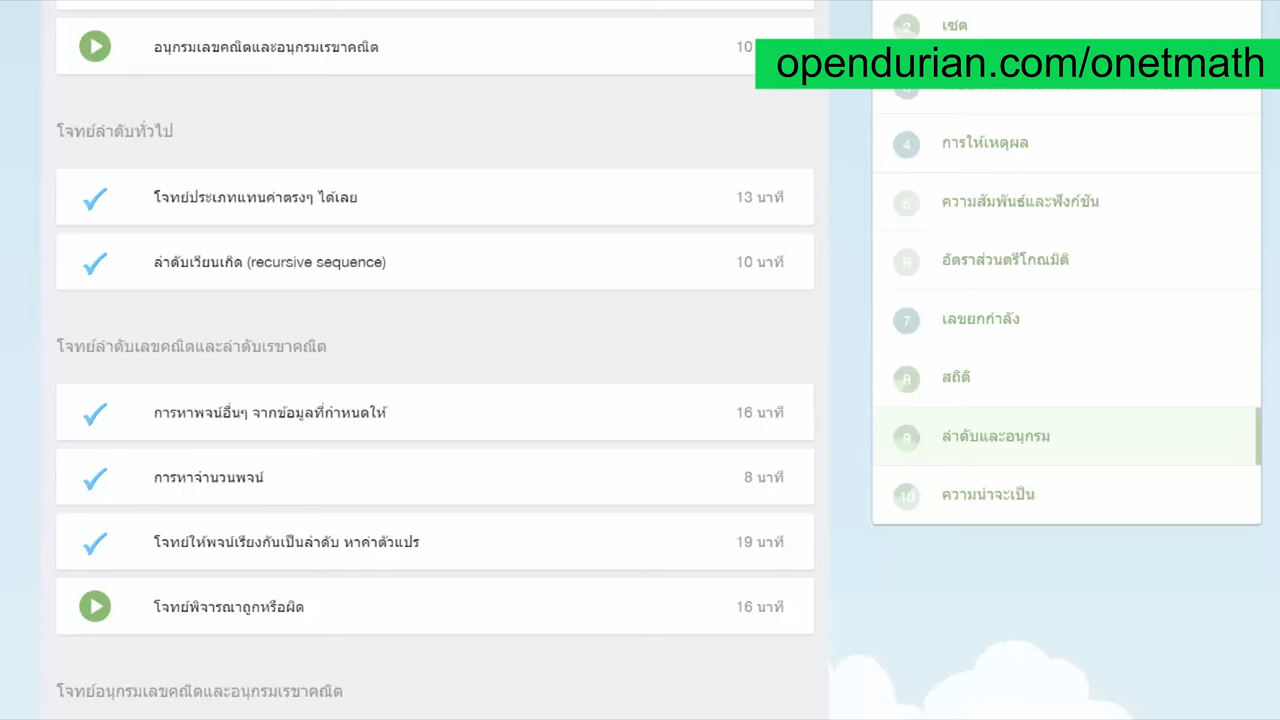 อนุกรมเลขคณิตและอนุกรมเรขาคณิต
10
opendurian.com/onetmath
โจทย์ลำดับทั่วไป
โจทย์ประเภทแทนค่าตรงๆ ได้เลย
13 นาที
ลำดับเวียนเกิด (recursive sequence)
10 นาที
โจทย์ลำดับเลขคณิตและลำดับเรขาคณิต
การหาพจน์อื่นๆ จากข้อมูลที่กำหนดให้
16 นาที
การหาจำนวนพจน์
8 นาที
โจทย์ให้พจน์เรียงกันเป็นลำดับ หาค่าตัวแปร
19 นาที
โจทย์พิจารณาถูกหรือผิด
16 นาที
โจทย์อนุกรมเลขคณิตและอนุกรมเรขาคณิต
2 เซต
4 การให้เหตุผล
ความสัมพันธ์และฟังก์ชัน
6 อัตราส่วนตรีโกณมิติ
7 เลขยกกำลัง
8 สถิติ
9 ลำดับและอนุกรม
10 ความน่าจะเป็น